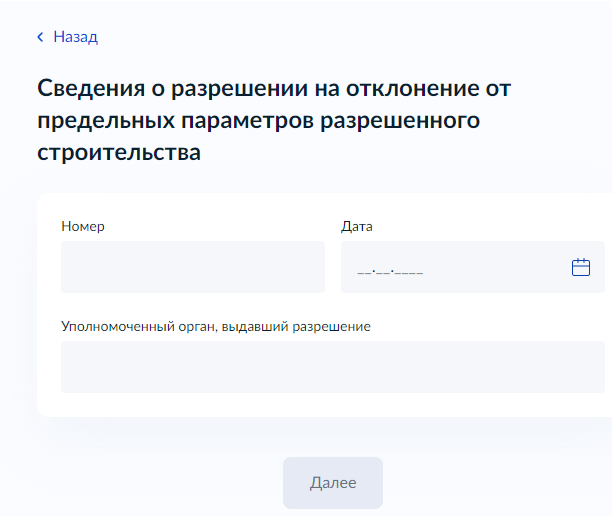 Назад
Сведения о разрешении на отклонение от
предельных параметров разрешенного
строительства
Номер
Дата
__.__.____
Уполномоченный орган, выдавший разрешение
Далее